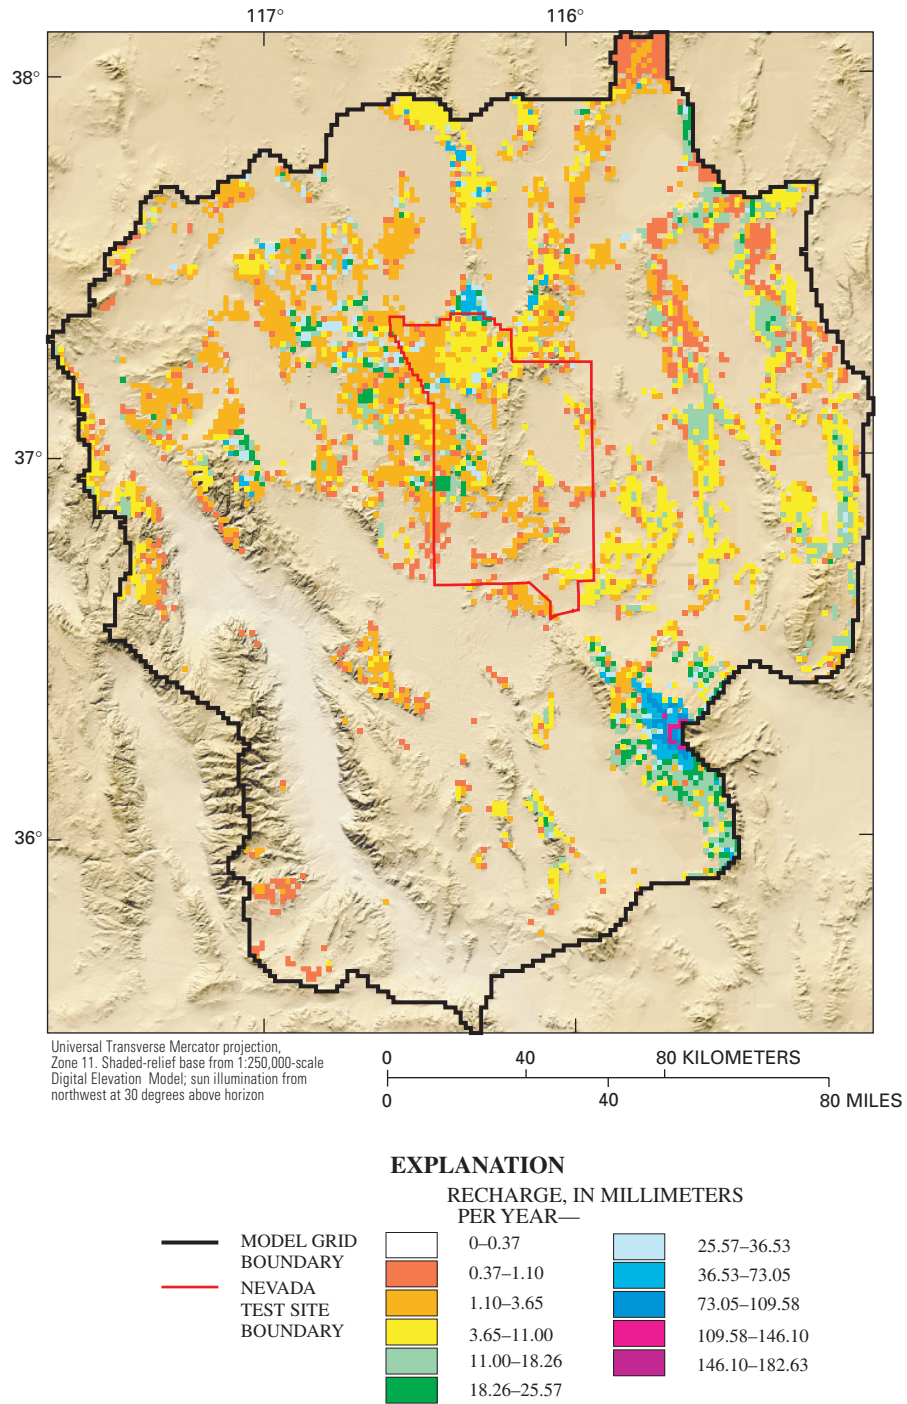 117°
116°
38°
37°
36°
Universal Transverse Mercator projection,
Zone 11. Shaded-relief base from 1:250,000-scale
Digital Elevation Model; sun illumination from
northwest at 30 degrees above horizon
0
40
80 KILOMETERS
0
40
80 MILES
EXPLANATION
RECHARGE, IN MILLIMETERS
PER YEAR—
MODEL GRID
BOUNDARY
NEVADA
TEST SITE
BOUNDARY
0–0.37
0.37–1.10
1.10–3.65
3.65–11.00
11.00–18.26
18.26–25.57
25.57–36.53
36.53–73.05
73.05–109.58
109.58–146.10
146.10–182.63